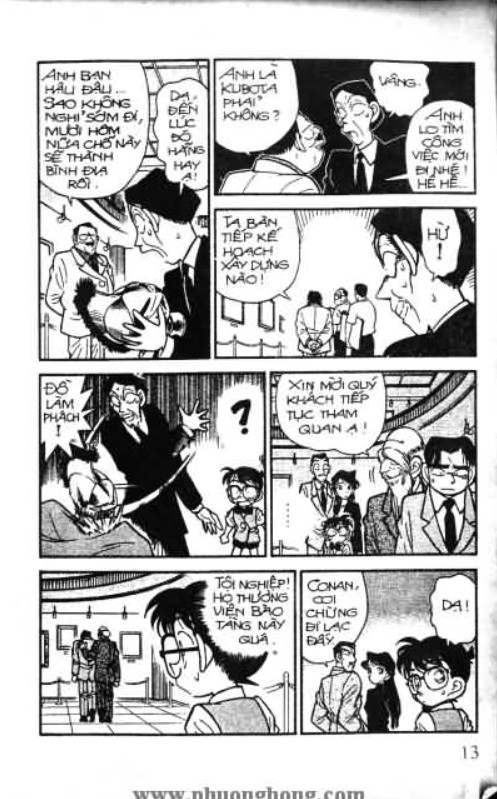 ANH BẠN
HẦU ĐÂU ...
SAO KHÔNG
NGHỈ SỚM ĐI,
MƯƠI HÔM
NỮA CHỖ NÀY
SẼ THÀNH
BÌNH ĐỊA
RỒI.
DẠ,
ĐẾN
LÚC
ĐÓ
HẴNG
HAY
Ạ!
ANH LÀ
KUBOTA
PHẢI
KHÔNG?
VÂNG.
ANH
LO TÌM
CÔNG
VIỆC MỚI
ĐI NHÉ!
HÊ HÊ...
TA BÀN
TIẾP KẾ
HOẠCH
XÂY DỰNG
NÀO!
HỪ
!
ĐỒ
LÀM
PHÁCH
!
?
XIN MỜI QUÝ
KHÁCH TIẾP
TỤC THAM
QUAN Ạ!
TỘI NGHIỆP!
HỌ THƯƠNG
VIỆN BẢO
TÀNG NÀY
QUÁ.
CONAN,
COI
CHỪNG
ĐI LẠC
ĐẤY.
DẠ!
13
www.phuonghong.com